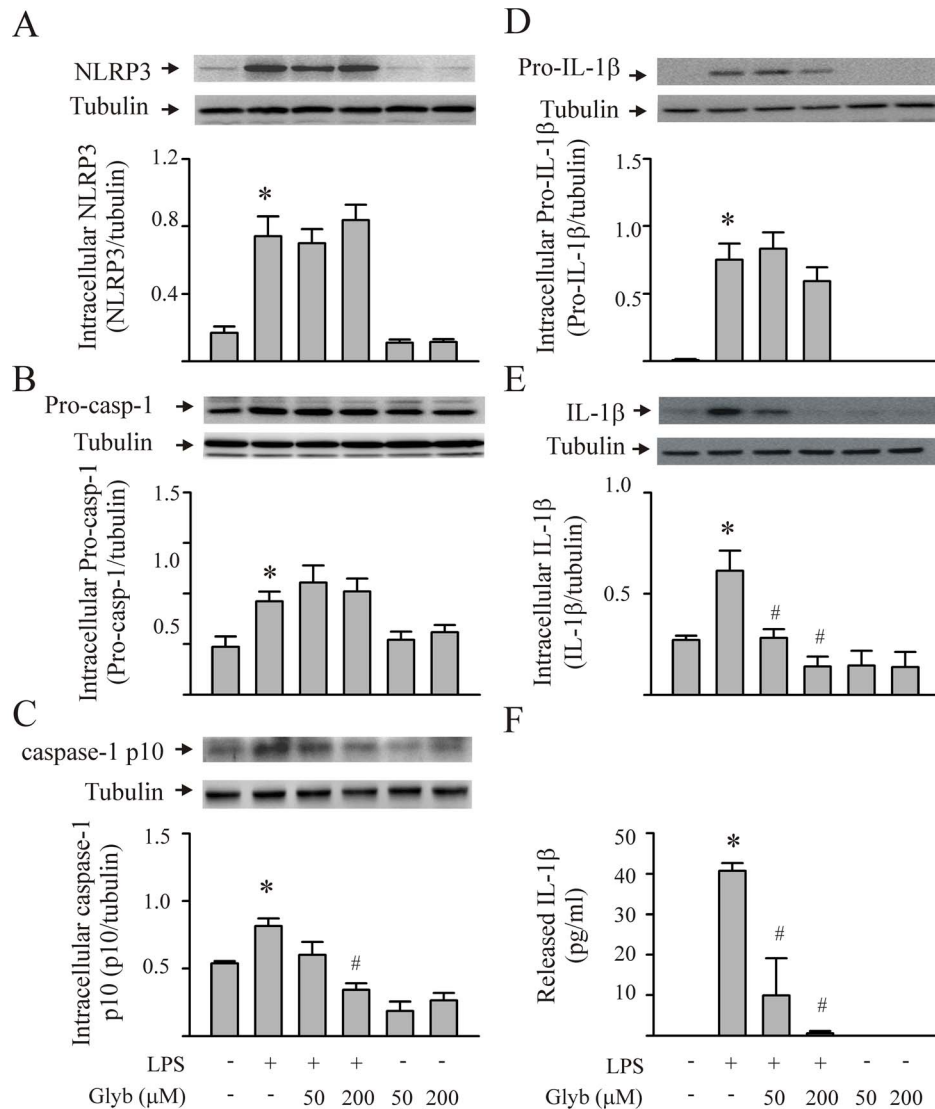 A
NLRP3
Tubulin
Intracellular NLRP3
(NLRP3/tubulin)
1.2
0.8
0.4
*
B
Pro-casp-1
Tubulin
Intracellular Pro-casp-1
(Pro-casp-1/tubulin)
1.5
1.0
0.5
*
C
caspase-1 p10
Tubulin
Intracellular caspase-1
p10 (p10/tubulin)
1.5
1.0
0.5
*
#
LPS - + + + - -
Glyb (μM) 50 200 50 200
D
Pro-IL-1β
Tubulin
Intracellular Pro-IL-1β
(Pro-IL-1β/tubulin)
1.5
1.0
0.5
*
E
IL-1β
Tubulin
Intracellular IL-1β
(IL-1β/tubulin)
1.0
0.5
*
#
#
F
Released IL-1β
(pg/ml)
50
40
30
20
10
*
#
#
LPS - + + + - -
Glyb (μM) - - 50 200 50 200